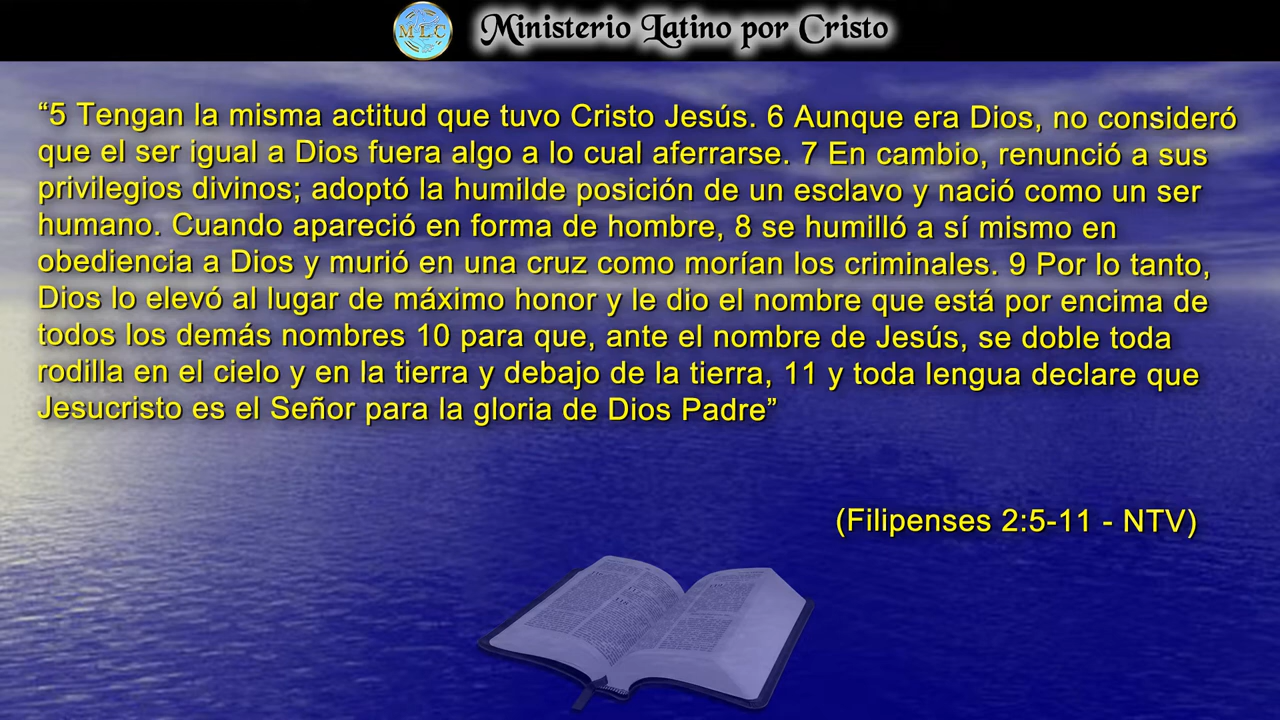 MLC
Ministerio Latino por Cristo
“5 Tengan la misma actitud que tuvo Cristo Jesús. 6 Aunque era Dios, no consideró
que el ser igual a Dios fuera algo a lo cual aferrarse. 7 En cambio, renunció a sus
privilegios divinos; adoptó la humilde posición de un esclavo y nació como un ser
humano. Cuando apareció en forma de hombre, 8 se humilló a sí mismo en
obediencia a Dios y murió en una cruz como morían los criminales. 9 Por lo tanto,
Dios lo elevó al lugar de máximo honor y le dio el nombre que está por encima de
todos los demás nombres 10 para que, ante el nombre de Jesús, se doble toda
rodilla en el cielo y en la tierra y debajo de la tierra, 11 y toda lengua declare que
Jesucristo es el Señor para la gloria de Dios Padre”
(Filipenses 2:5-11 - NTV)